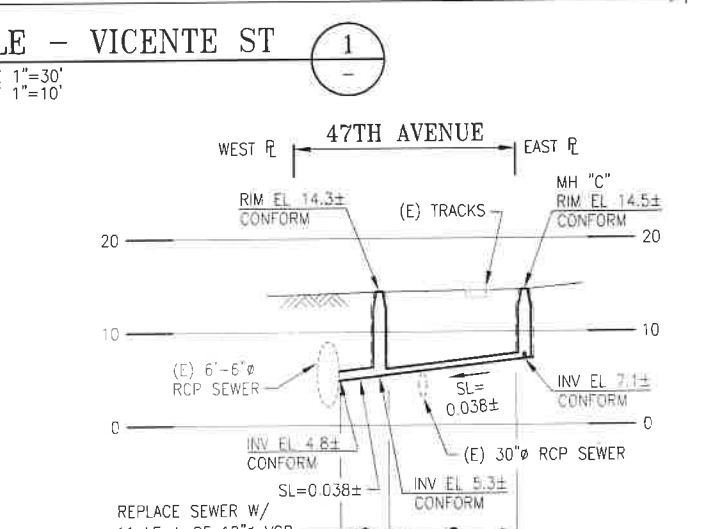 LE - VICENTE ST
1
-
1"=30'
1"=10'
47TH AVENUE
WEST ⅊
EAST ⅊
MH "C"
RIM EL 14.3±
CONFORM
(E) TRACKS
RIM EL 14.5±
CONFORM
20
20
10
10
(E) 6'-6"ø
RCP SEWER
SL=
0.038±
INV EL 7.1±
CONFORM
0
0
INV EL 4.8±
CONFORM
(E) 30"ø RCP SEWER
SL=0.038±
INV EL 5.3±
CONFORM
REPLACE SEWER W/